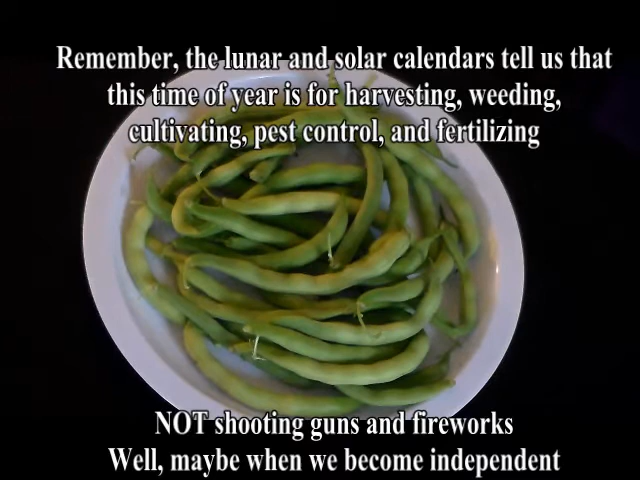 Remember, the lunar and solar calendars tell us that
this time of year is for harvesting, weeding,
cultivating, pest control, and fertilizing
NOT shooting guns and fireworks
Well, maybe when we become independent